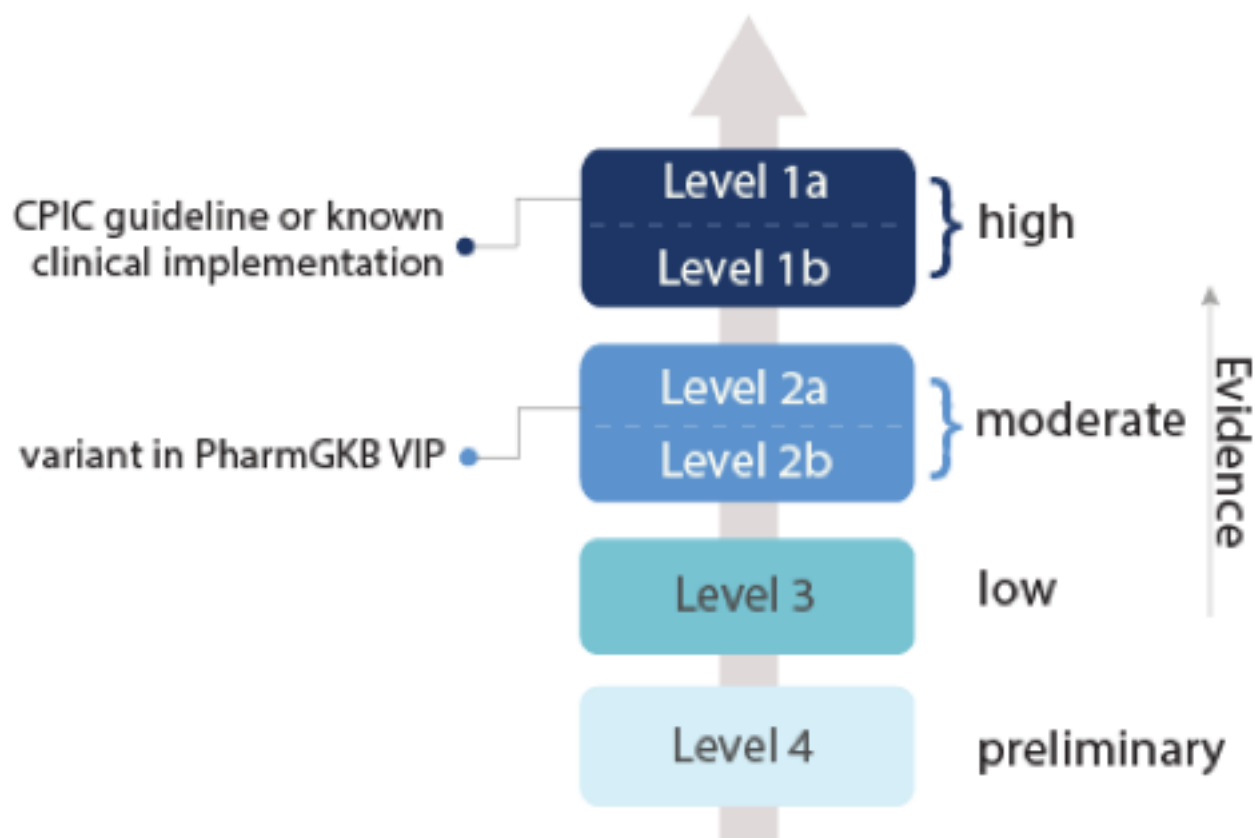 Level 1a
CPIC guideline or known
clinical implementation
high
Level 1b
Level 2a
moderate
variant in PharmGKB VIP
Level 2b
Evidence
Level 3
low
Level 4
preliminary